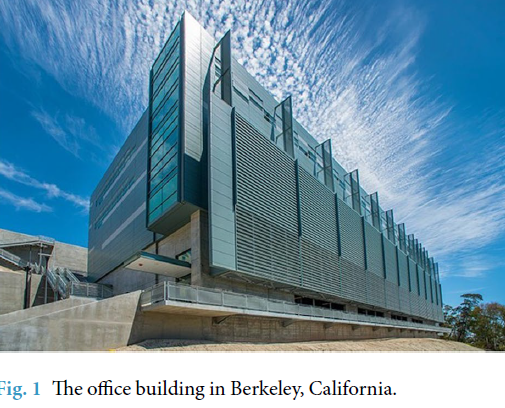 Fig. 1 The office building in Berkeley, California.